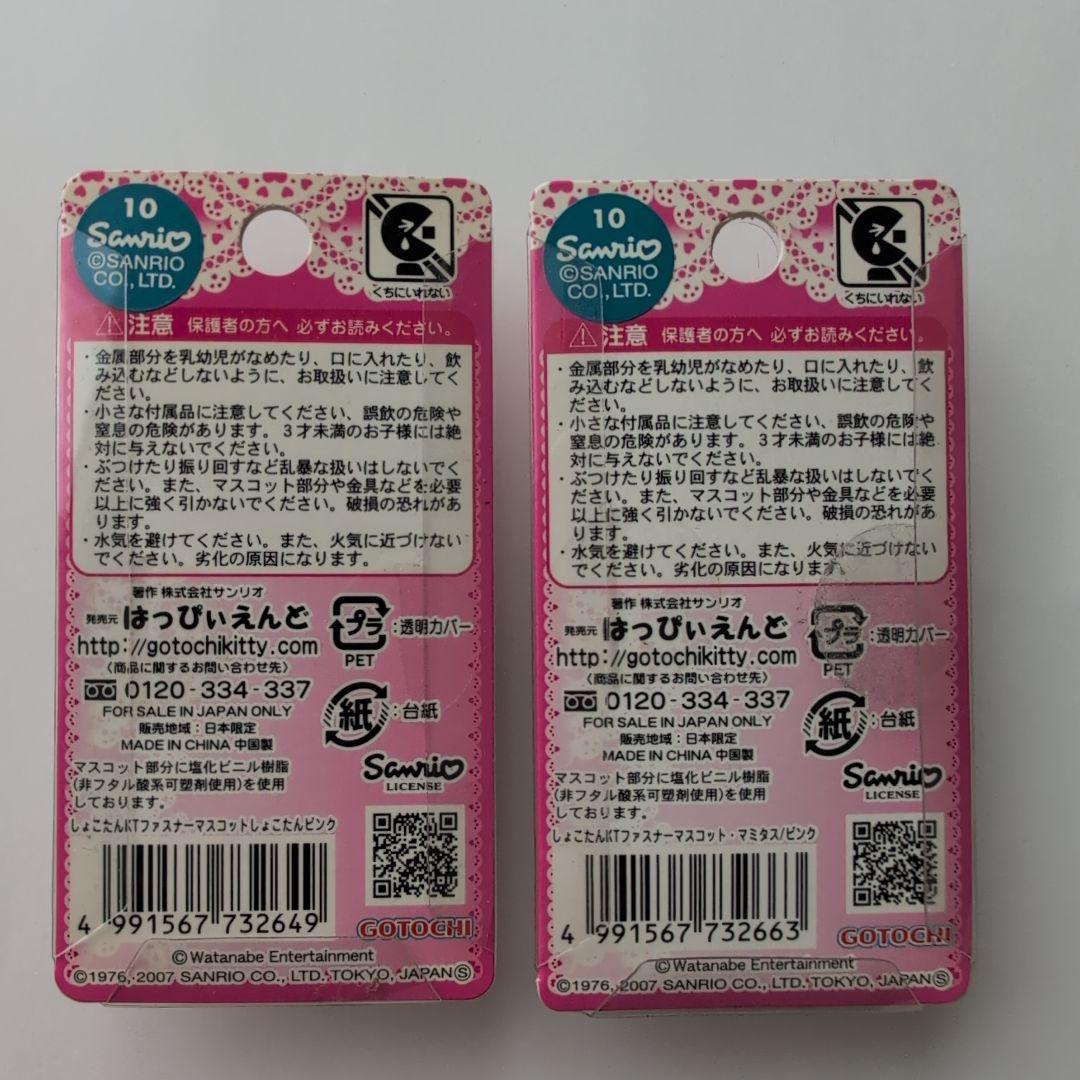 10
Sanrio
©SANRIO
CO., LTD.
くちにいれない
注意 保護者の方へ 必ずお読みください。
・金属部分を乳幼児がなめたり、口に入れたり、飲
み込むなどしないように、お取扱いに注意してく
ださい。
・小さな付属品に注意してください、誤飲の危険や
窒息の危険があります。3才未満のお子様には絶
対に与えないでください。
・ぶつけたり振り回すなど乱暴な扱いはしないでく
ださい。また、マスコット部分や金具などを必要
以上に強く引かないでください。破損の恐れがあ
ります。
・水気を避けてください。また、火気に近づけない
でください。劣化の原因になります。
著作 株式会社サンリオ
発売元 はっぴぃえんど
http://gotochikitty.com
〈商品に関するお問い合わせ先〉
0120-334-337
FOR SALE IN JAPAN ONLY
販売地域:日本限定
MADE IN CHINA 中国製
プラ :透明カバー
PET
紙 :台紙
Sanrio
LICENSE
マスコット部分に塩化ビニル樹脂
(非フタル酸系可塑剤使用)を使用
しております。
しょこたんKTファスナーマスコットしょこたんピンク
4 991567 732649
GOTOCHI
©Watanabe Entertainment
©1976, 2007 SANRIO CO., LTD. TOKYO, JAPAN Ⓢ
10
Sanrio
©SANRIO
CO., LTD.
くちにいれない
注意 保護者の方へ 必ずお読みください。
・金属部分を乳幼児がなめたり、口に入れたり、飲
み込むなどしないように、お取扱いに注意してく
ださい。
・小さな付属品に注意してください、誤飲の危険や
窒息の危険があります。3才未満のお子様には絶
対に与えないでください。
・ぶつけたり振り回すなど乱暴な扱いはしないでく
ださい。また、マスコット部分や金具などを必要
以上に強く引かないでください。破損の恐れがあ
ります。
・水気を避けてください。また、火気に近づけない
でください。劣化の原因になります。
著作 株式会社サンリオ
発売元 はっぴぃえんど
http://gotochikitty.com
〈商品に関するお問い合わせ先〉
0120-334-337
FOR SALE IN JAPAN ONLY
販売地域:日本限定
MADE IN CHINA 中国製
プラ :透明カバー
PET
紙 :台紙
Sanrio
LICENSE
マスコット部分に塩化ビニル樹脂
(非フタル酸系可塑剤使用)を使用
しております。
しょこたんKTファスナーマスコット・マミタス/ピンク
4 991567 732663
GOTOCHI
©Watanabe Entertainment
©1976, 2007 SANRIO CO., LTD. TOKYO, JAPAN Ⓢ